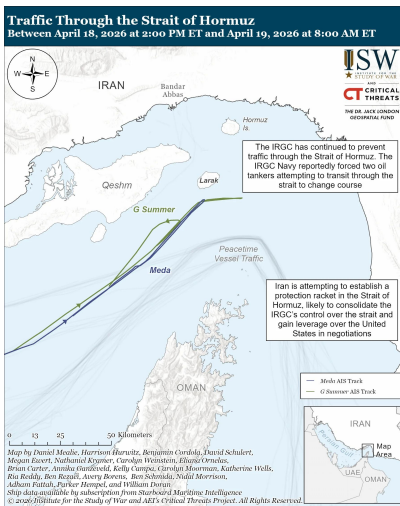 Traffic Through the Strait of Hormuz
Between April 18, 2026 at 2:00 PM ET and April 19, 2026 at 8:00 AM ET
N
W E
S
IRAN
Bandar
Abbas
ISW
INSTITUTE FOR THE
STUDY OF WAR
AND
CT CRITICAL
THREATS
THE DR. JACK LONDON
GEOSPATIAL FUND
Hormuz
Is.
The IRGC has continued to prevent
traffic through the Strait of Hormuz. The
IRGC Navy reportedly forced two oil
tankers attempting to transit through the
strait to change course
Larak
Qeshm
G Summer
Peacetime
Vessel Traffic
Meda
Iran is attempting to establish a
protection racket in the Strait of
Hormuz, likely to consolidate the
IRGC's control over the strait and
gain leverage over the United
States in negotiations
OMAN
Meda AIS Track
G Summer AIS Track
0 13 25 50 Kilometers
IRAN
Persian Gulf
Map
Area
UAE
OMAN
Map by Daniel Mealie, Harrison Hurwitz, Benjamin Cordola, David Schulert,
Megan Ewert, Nathaniel Krymer, Carolyn Weinstein, Eliana Ornelas,
Brian Carter, Annika Ganzeveld, Kelly Campa, Carolyn Moorman, Katherine Wells,
Ria Reddy, Ben Rezaei, Avery Borens, Ben Schmida, Nidal Morrison,
Adham Fattah, Parker Hempel, and William Doran
Ship data available by subscription from Starboard Maritime Intelligence
© 2026 Institute for the Study of War and AEI's Critical Threats Project. All Rights Reserved.